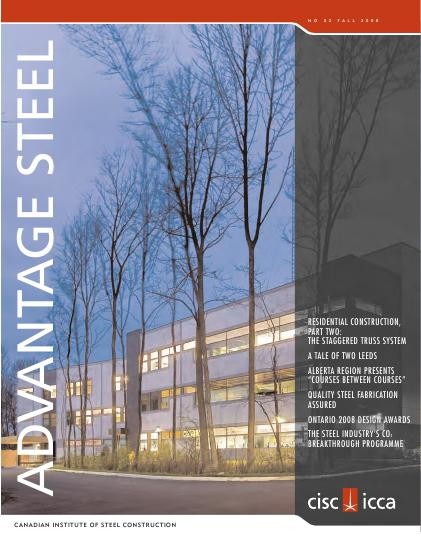 NO 32 FALL 2008
ADVANTAGE STEEL
RESIDENTIAL CONSTRUCTION,
PART TWO:
THE STAGGERED TRUSS SYSTEM
A TALE OF TWO LEEDS
ALBERTA REGION PRESENTS
"COURSES BETWEEN COURSES"
QUALITY STEEL FABRICATION
ASSURED
ONTARIO 2008 DESIGN AWARDS
THE STEEL INDUSTRY'S CO₂
BREAKTHROUGH PROGRAMME
cisc icca
CANADIAN INSTITUTE OF STEEL CONSTRUCTION